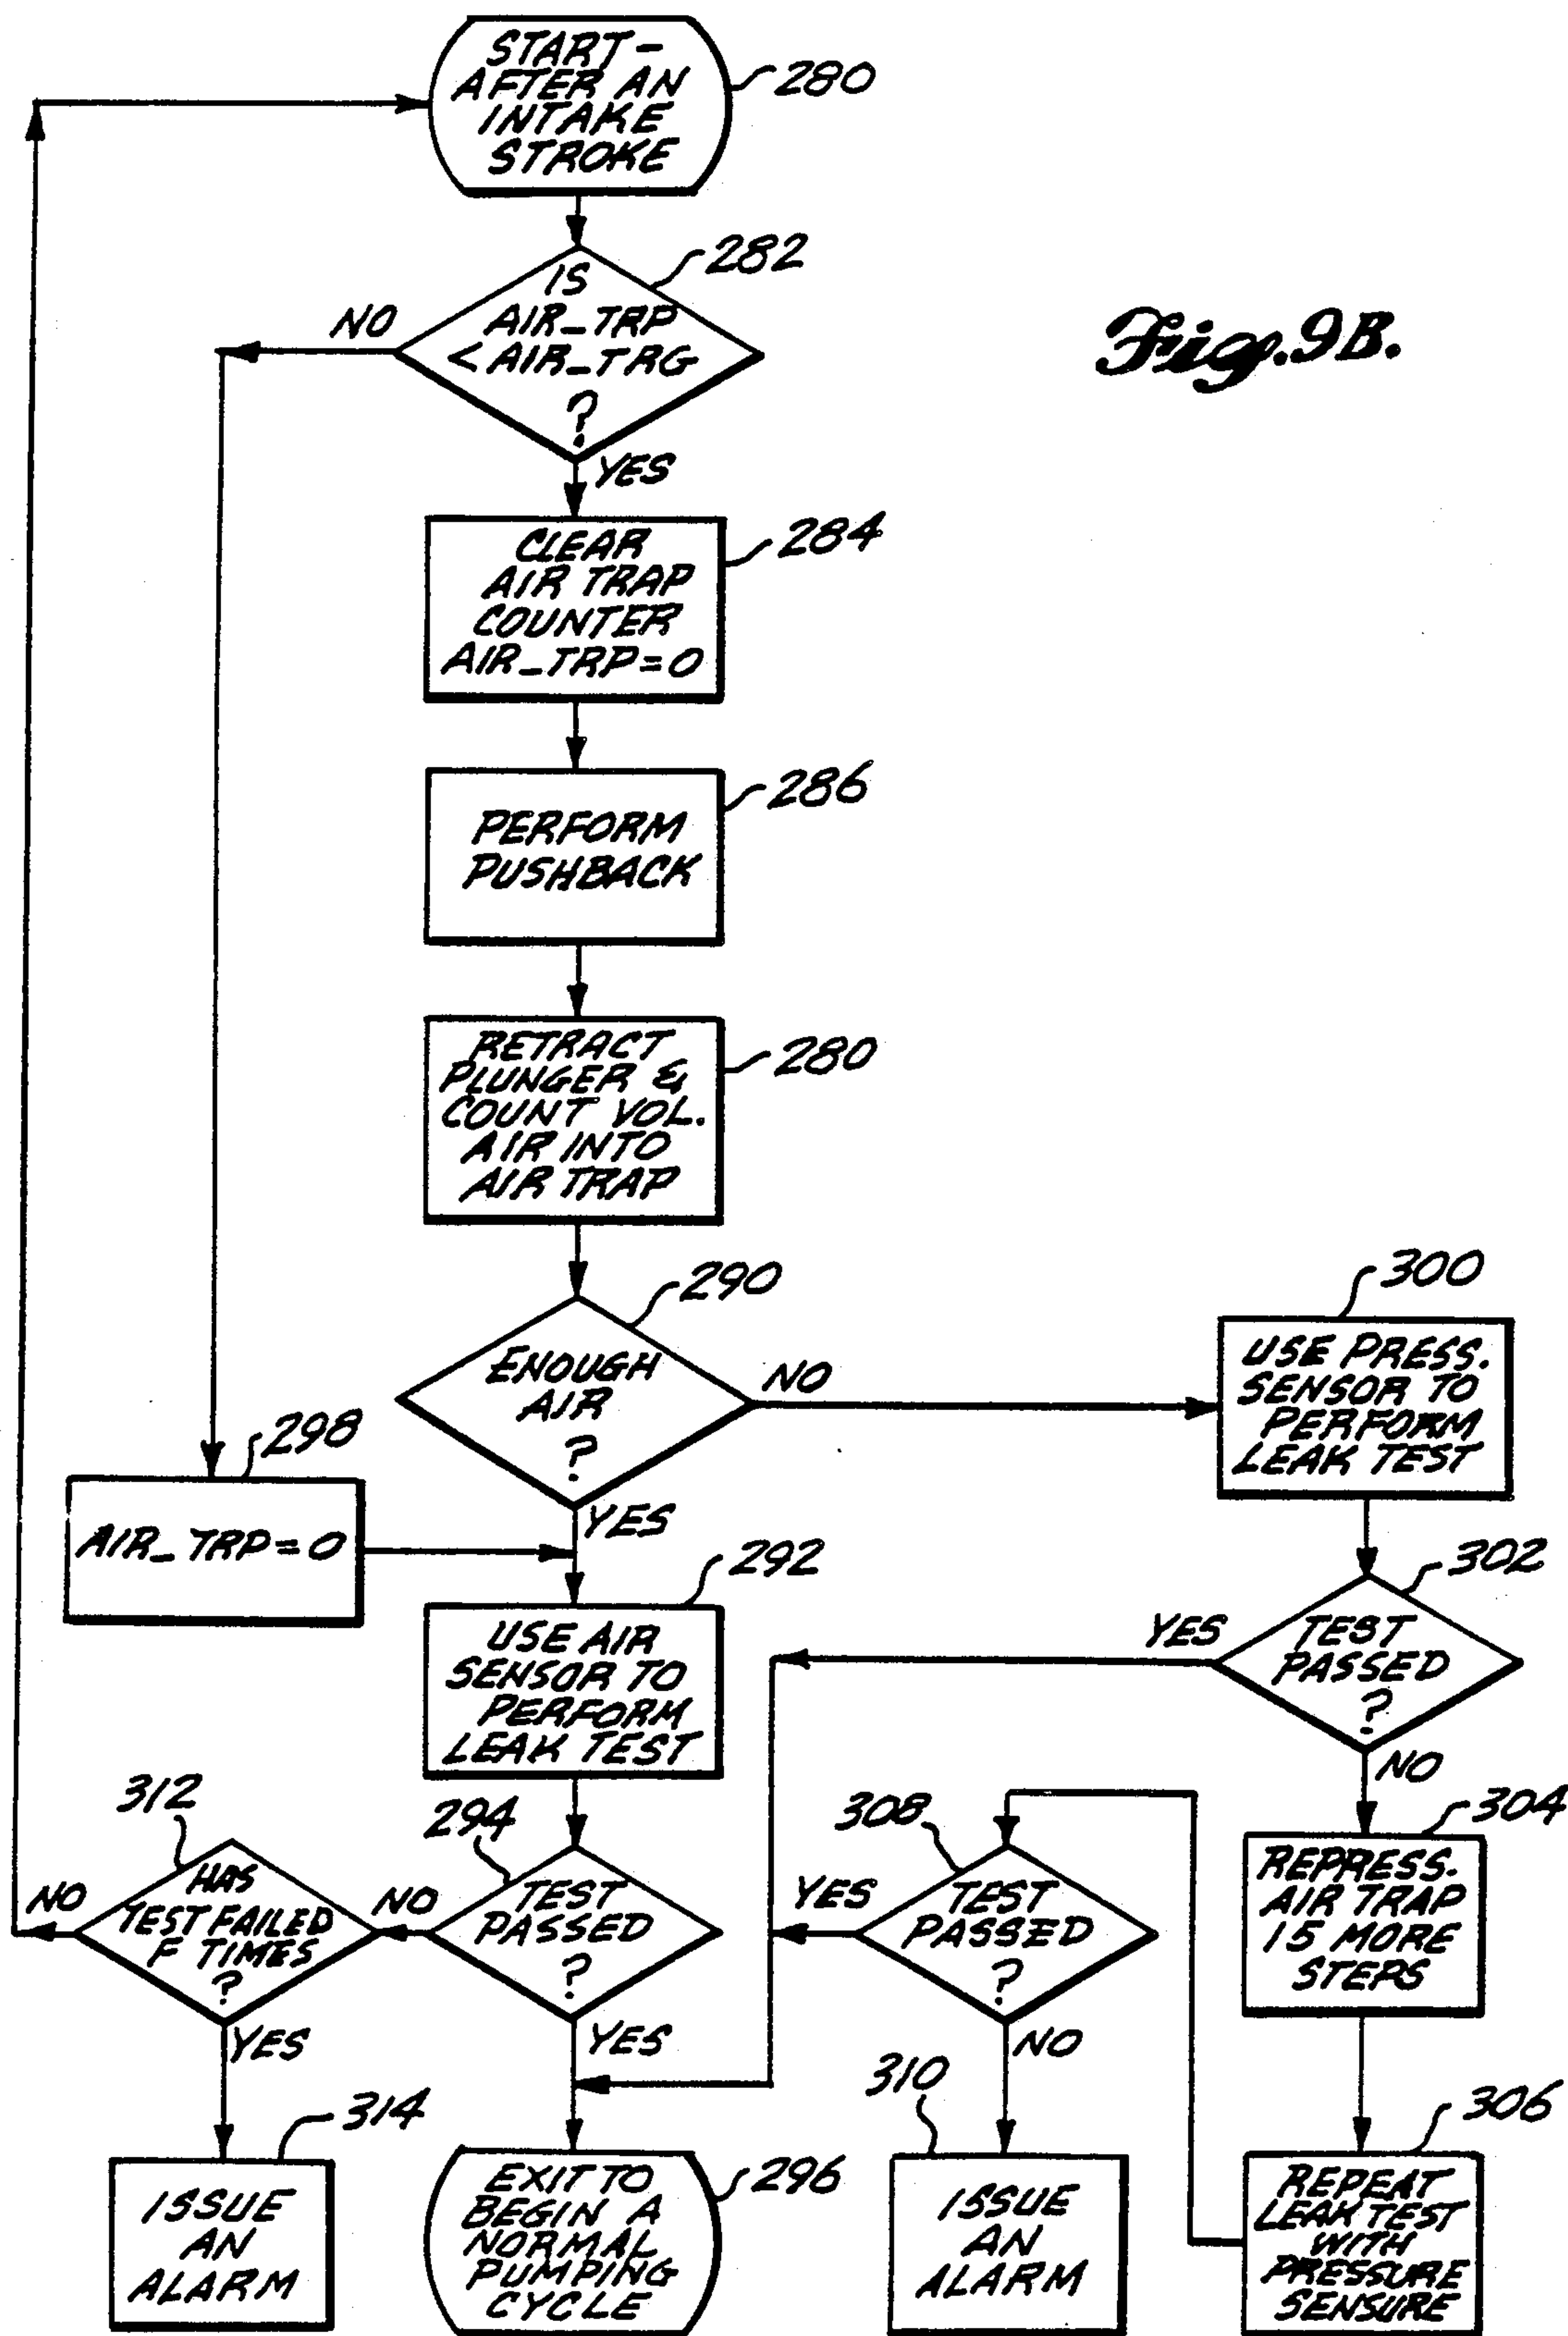 START-
AFTER AN
INTAKE
STROKE
280
IS
AIR_TRP
< AIR_TRG
?
282
NO
YES
Fig. 9B.
CLEAR
AIR TRAP
COUNTER
AIR_TRP=0
284
PERFORM
PUSHBACK
286
RETRACT
PLUNGER &
COUNT VOL.
AIR INTO
AIR TRAP
280
ENOUGH
AIR
?
290
NO
YES
USE PRESS.
SENSOR TO
PERFORM
LEAK TEST
300
298
AIR_TRP=0
USE AIR
SENSOR TO
PERFORM
LEAK TEST
292
TEST
PASSED
?
302
YES
NO
312
HAS
TEST FAILED
F TIMES
?
NO
YES
294
TEST
PASSED
?
NO
YES
308
TEST
PASSED
?
YES
NO
304
REPRESS.
AIR TRAP
15 MORE
STEPS
314
ISSUE
AN
ALARM
EXIT TO
BEGIN A
NORMAL
PUMPING
CYCLE
296
310
ISSUE
AN
ALARM
306
REPEAT
LEAK TEST
WITH
PRESSURE
SENSURE